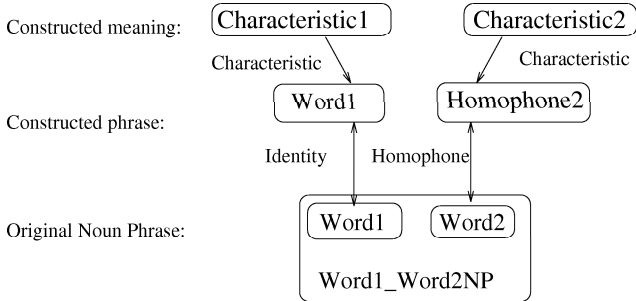 Constructed meaning: Characteristic1 Characteristic2
Characteristic Characteristic
Constructed phrase: Word1 Homophone2
Identity Homophone
Original Noun Phrase: Word1 Word2
Word1_Word2NP